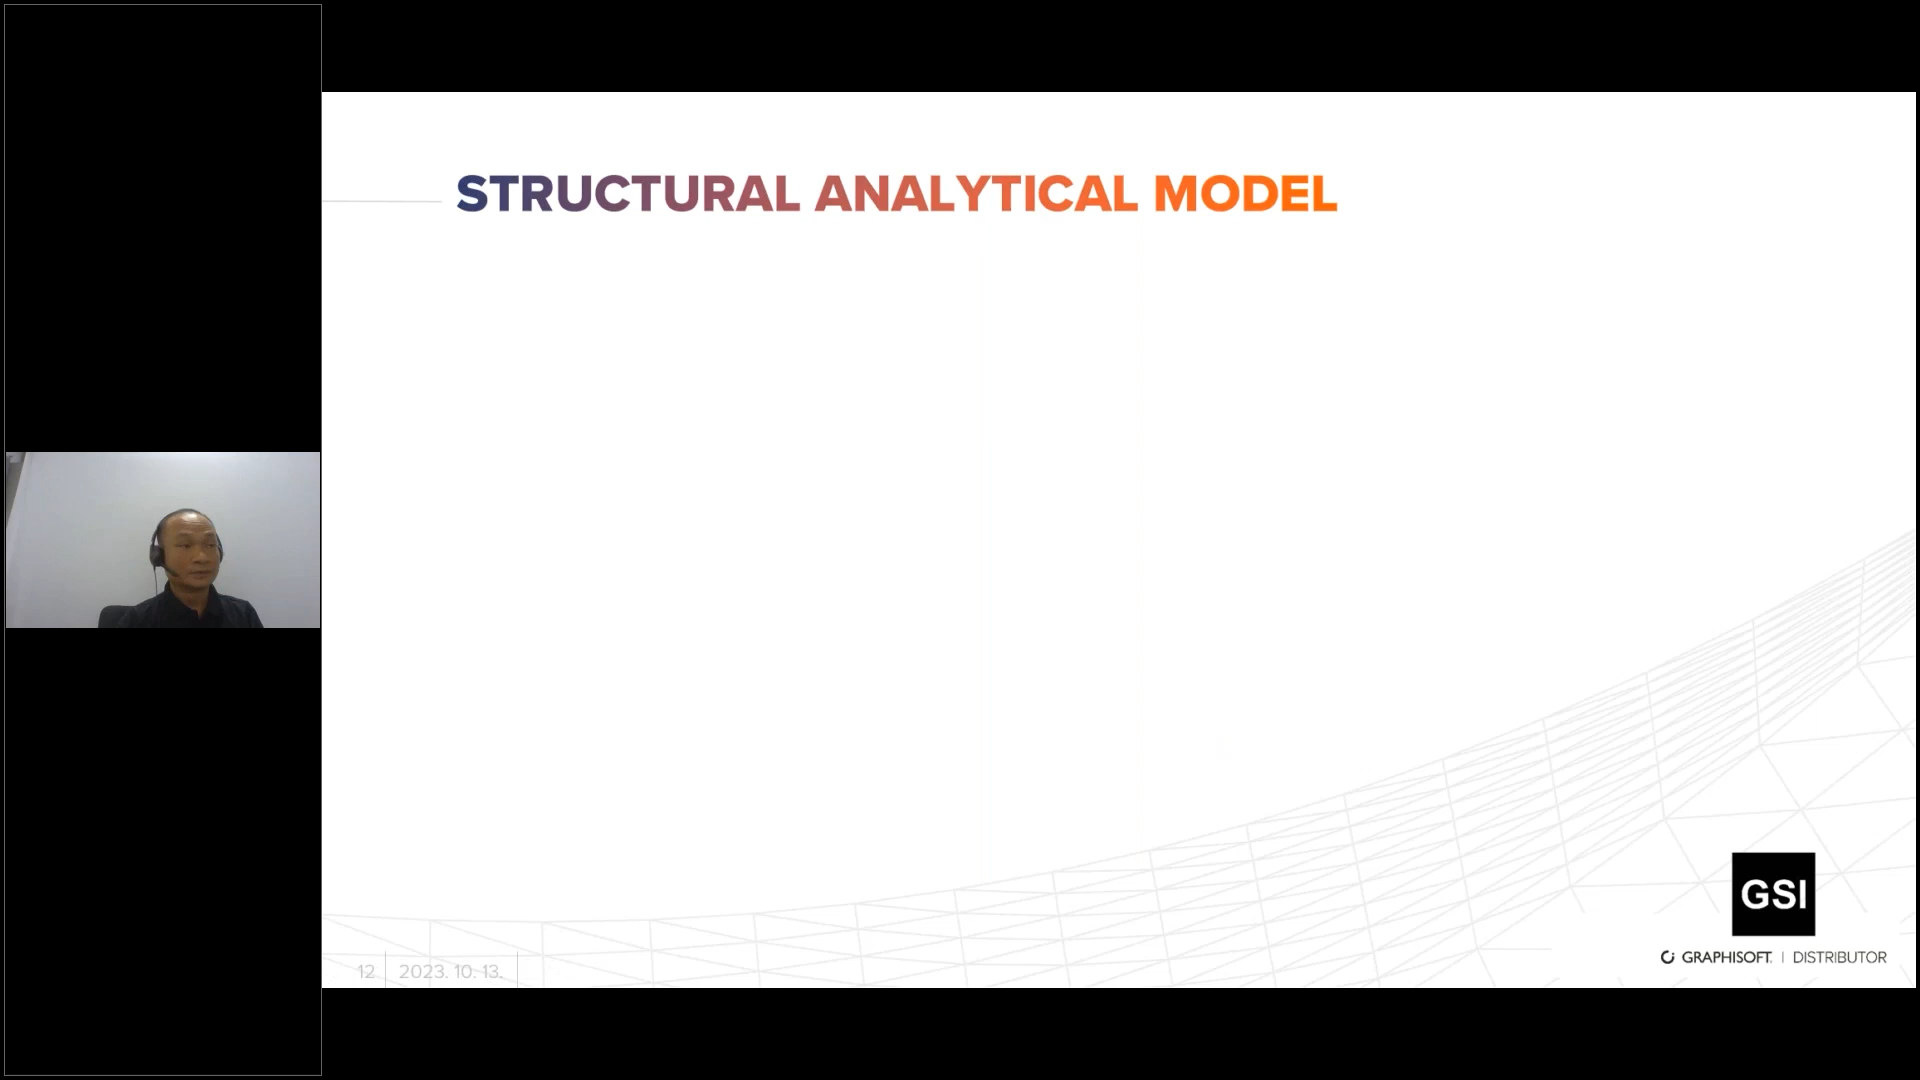 STRUCTURAL ANALYTICAL MODEL
GSI
GRAPHISOFT. | DISTRIBUTOR
12 2023. 10. 13.